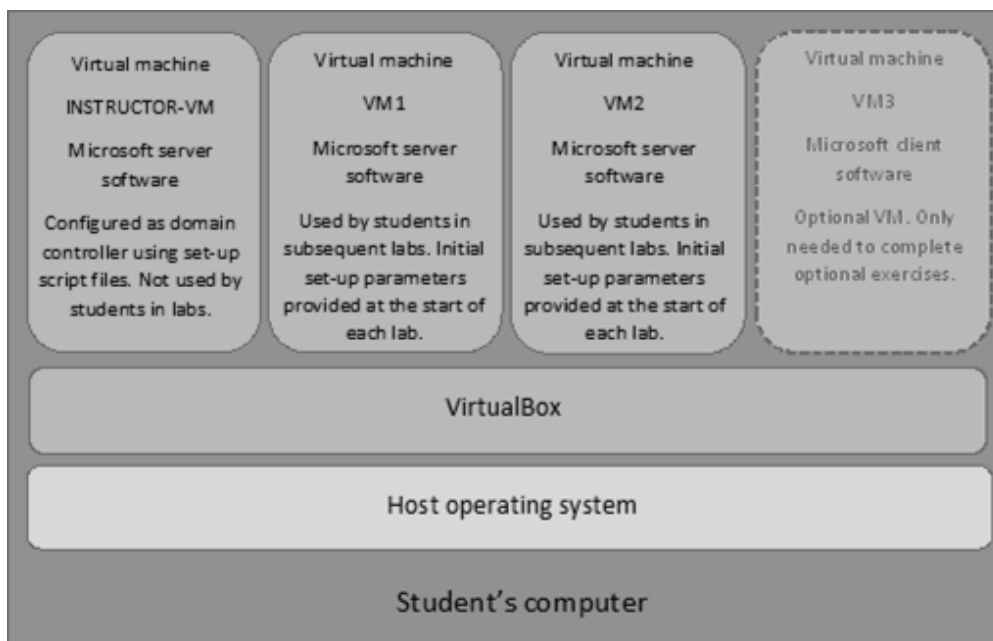 Virtual machine
INSTRUCTOR-VM
Microsoft server
software
Configured as domain
controller using set-up
script files. Not used by
students in labs.
Virtual machine
VM1
Microsoft server
software
Used by students in
subsequent labs. Initial
set-up parameters
provided at the start of
each lab.
Virtual machine
VM2
Microsoft server
software
Used by students in
subsequent labs. Initial
set-up parameters
provided at the start of
each lab.
Virtual machine
VM3
Microsoft client
software
Optional VM. Only
needed to complete
optional exercises.
VirtualBox
Host operating system
Student's computer